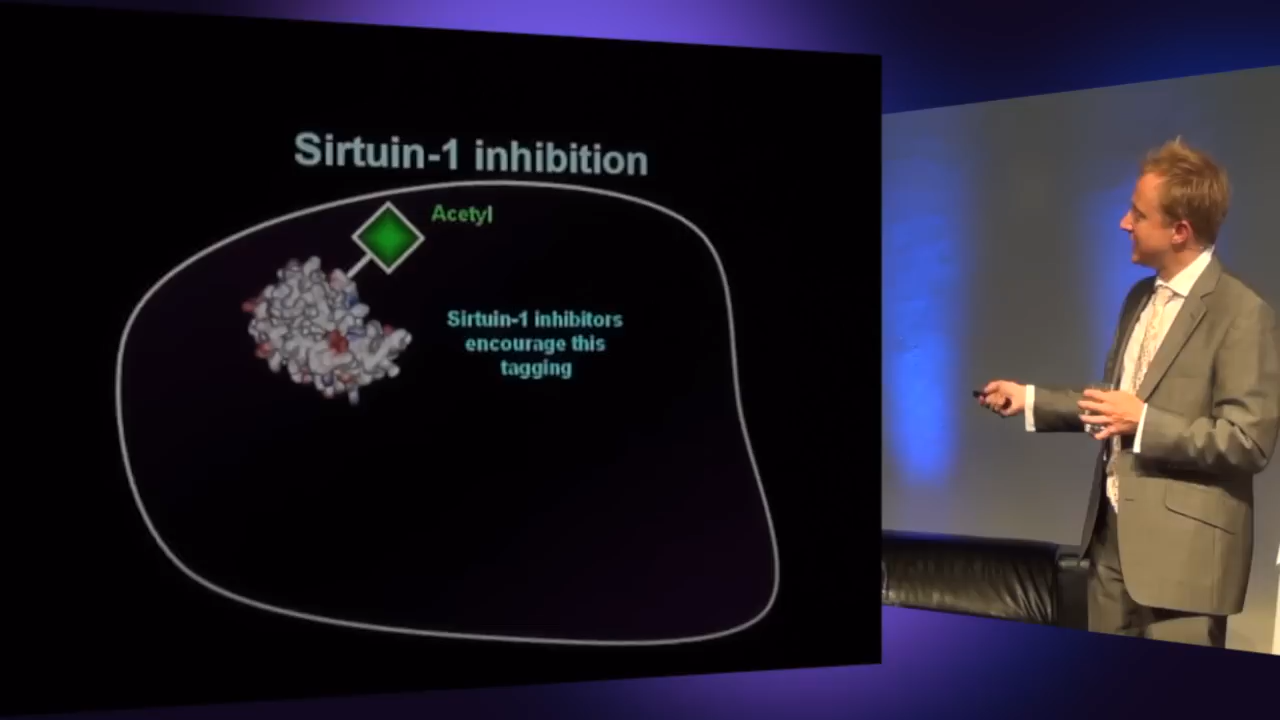 Sirtuin-1 inhibition
Acetyl
Sirtuin-1 inhibitors
encourage this
tagging